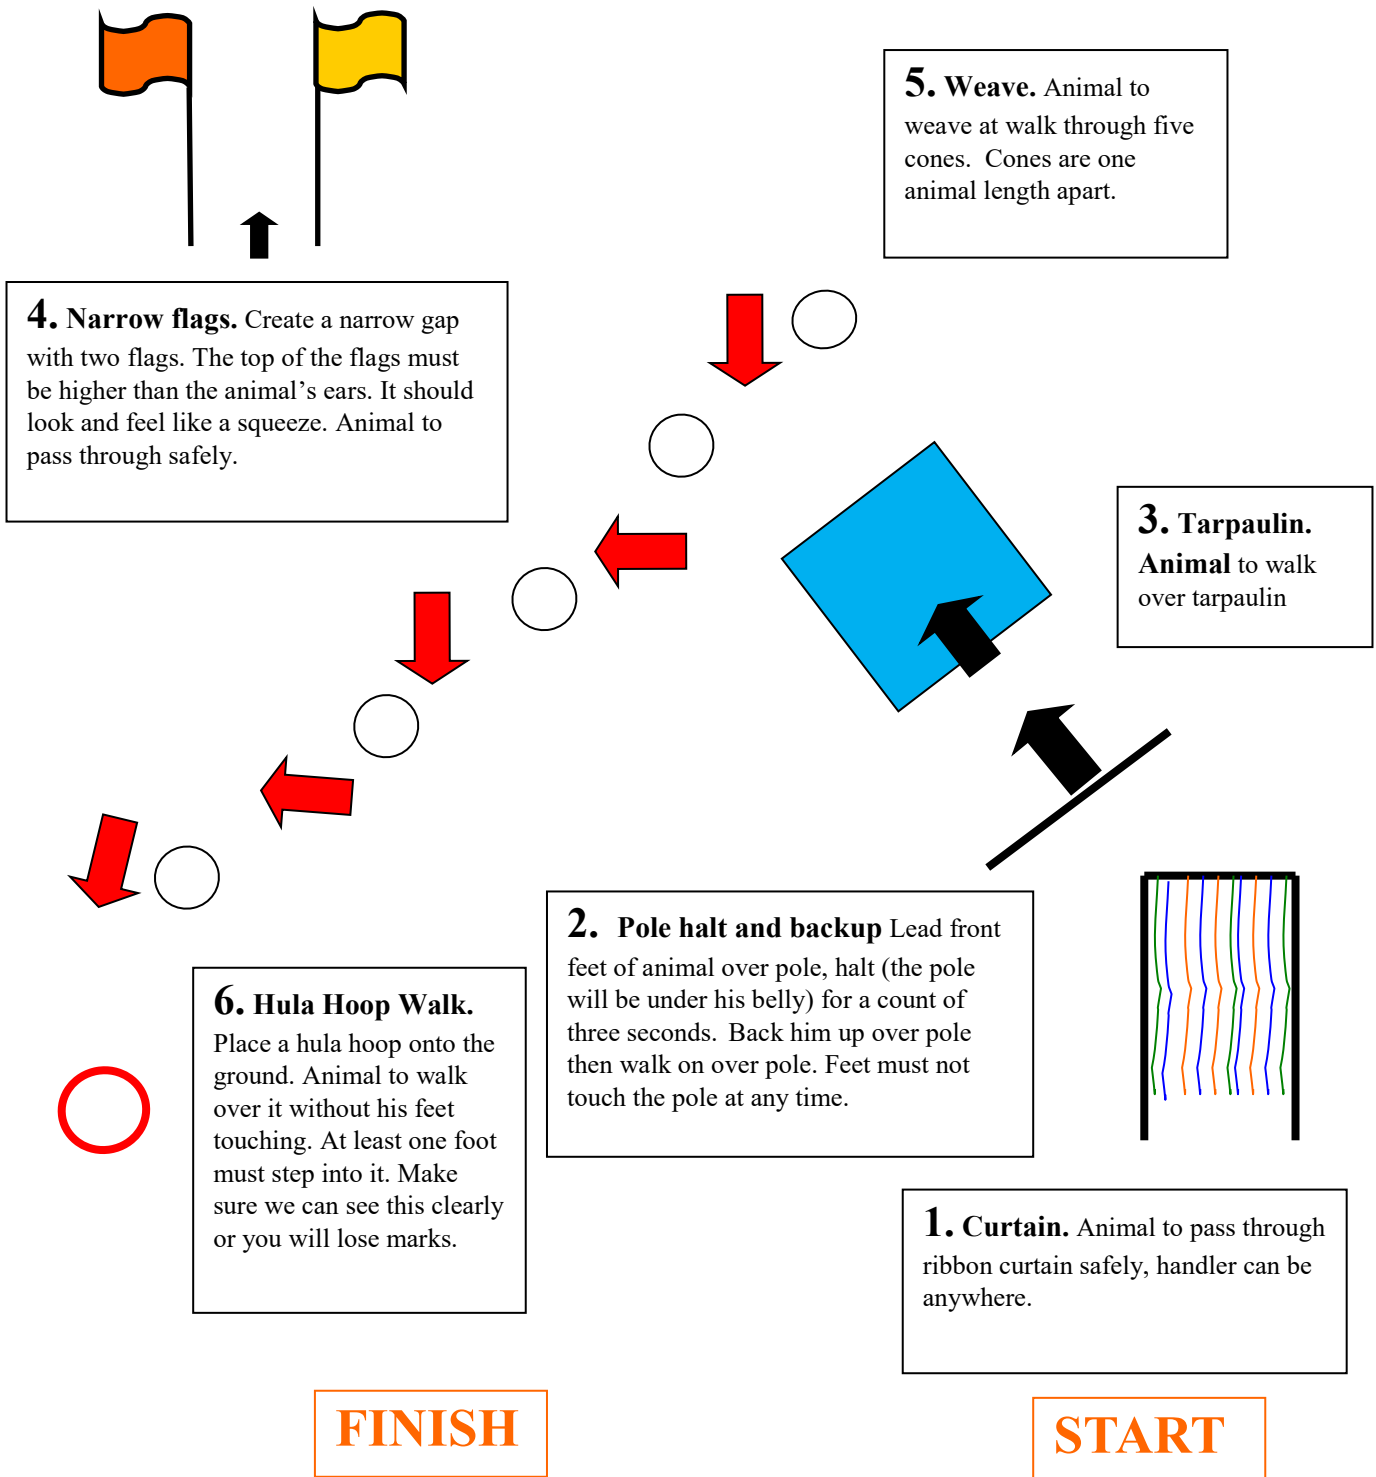 5. Weave. Animal to
weave at walk through five
cones. Cones are one
animal length apart.
4. Narrow flags. Create a narrow gap
with two flags. The top of the flags must
be higher than the animal’s ears. It should
look and feel like a squeeze. Animal to
pass through safely.
3. Tarpaulin.
Animal to walk
over tarpaulin
2. Pole halt and backup Lead front
feet of animal over pole, halt (the pole
will be under his belly) for a count of
three seconds. Back him up over pole
then walk on over pole. Feet must not
touch the pole at any time.
6. Hula Hoop Walk.
Place a hula hoop onto the
ground. Animal to walk
over it without his feet
touching. At least one foot
must step into it. Make
sure we can see this clearly
or you will lose marks.
1. Curtain. Animal to pass through
ribbon curtain safely, handler can be
anywhere.
FINISH
START